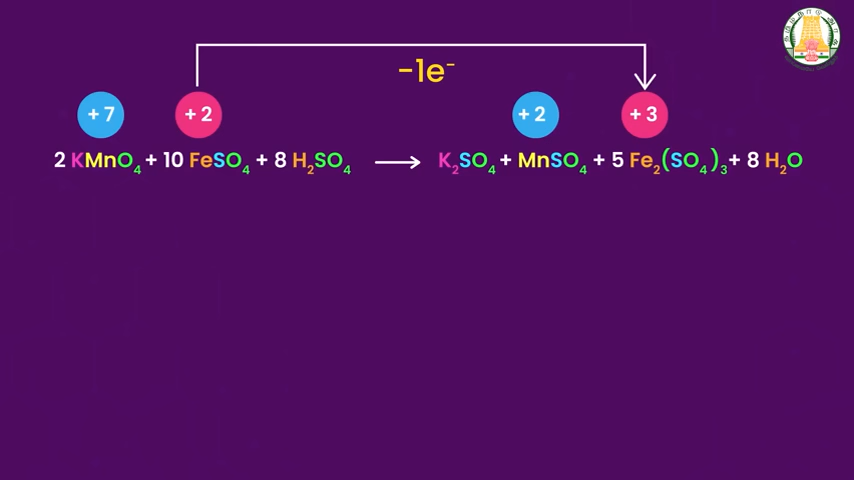 −1e⁻
+7 +2 +2 +3
2 KMnO₄ + 10 FeSO₄ + 8 H₂SO₄ ⟶ K₂SO₄ + MnSO₄ + 5 Fe₂(SO₄)₃ + 8 H₂O